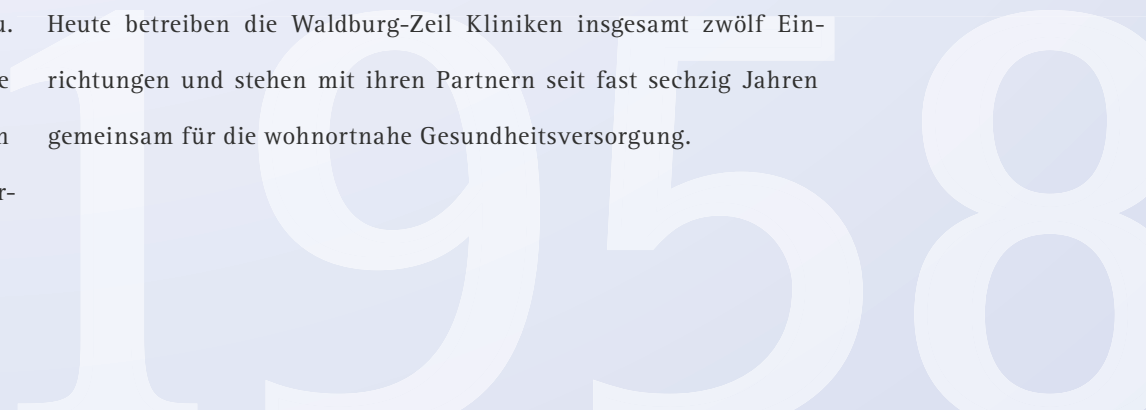 u.
e
n
r-
Heute betreiben die Waldburg-Zeil Kliniken insgesamt zwölf Ein-
richtungen und stehen mit ihren Partnern seit fast sechzig Jahren
gemeinsam für die wohnortnahe Gesundheitsversorgung.
1958